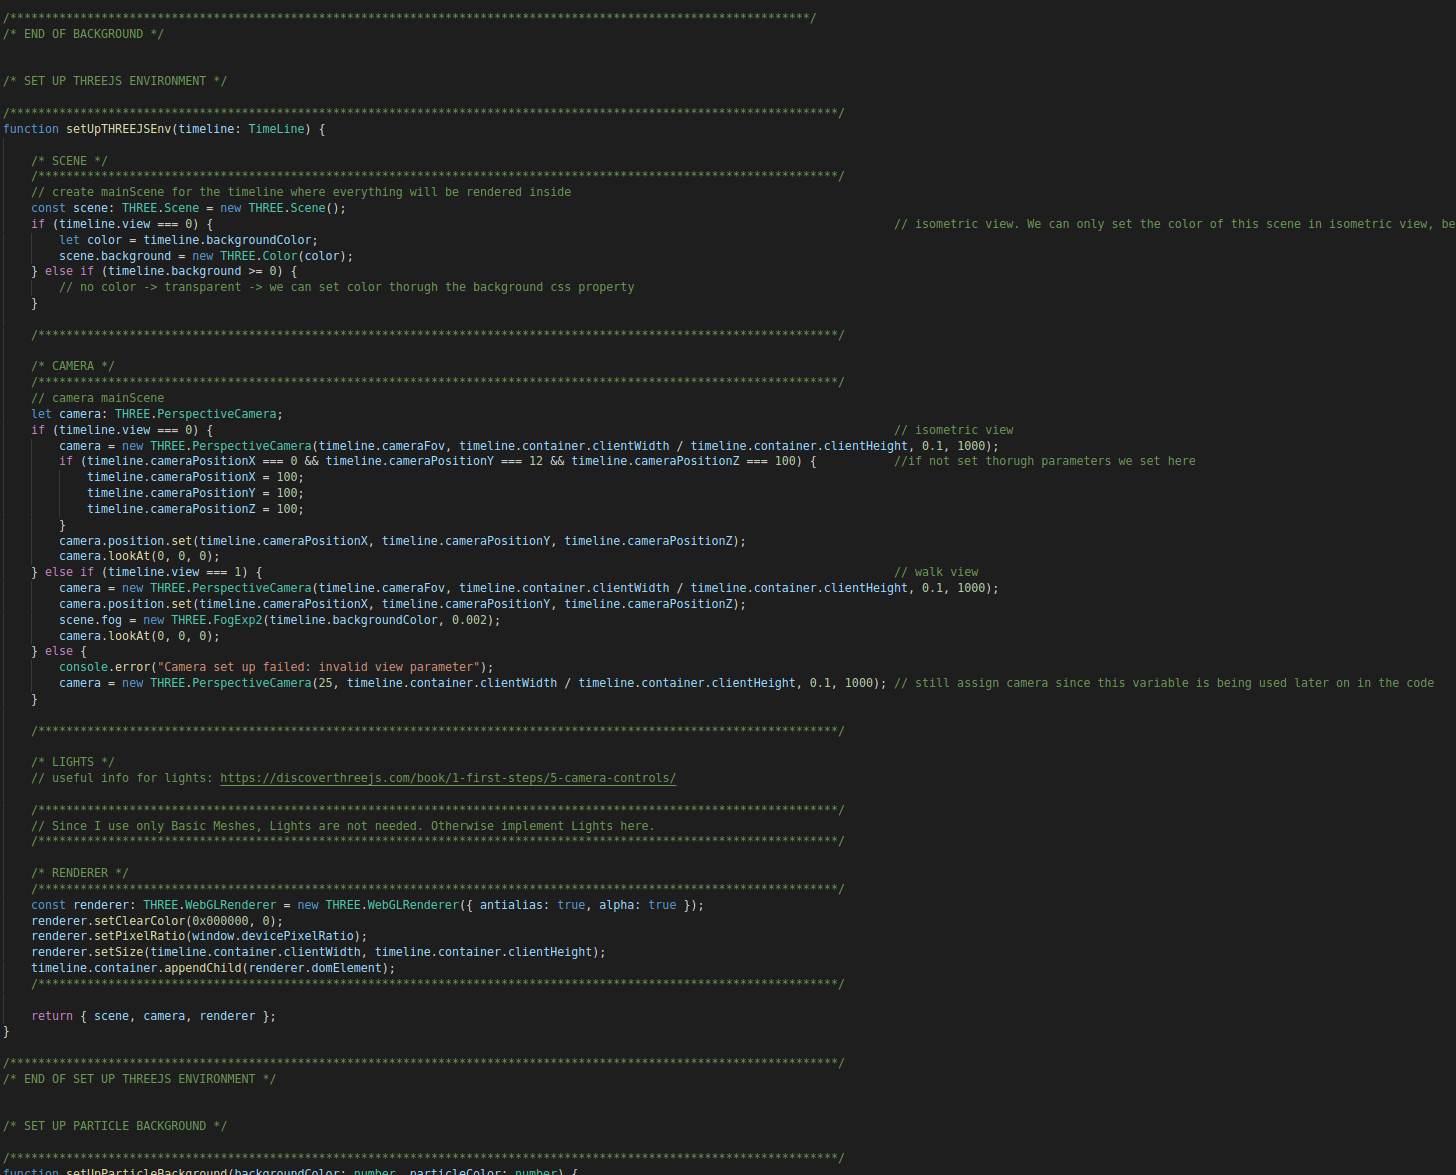 /******************************************************************************************************************/
/* END OF BACKGROUND */
/* SET UP THREEJS ENVIRONMENT */
/**********************************************************************************************************************/
function setUpTHREEJSEnv(timeline: TimeLine) {
/* SCENE */
/******************************************************************************************************************/
// create mainScene for the timeline where everything will be rendered inside
const scene: THREE.Scene = new THREE.Scene();
if (timeline.view === 0) { // isometric view. We can only set the color of this scene in isometric view, be
let color = timeline.backgroundColor;
scene.background = new THREE.Color(color);
} else if (timeline.background >= 0) {
// no color -> transparent -> we can set color thorugh the background css property
}
/******************************************************************************************************************/
/* CAMERA */
/******************************************************************************************************************/
// camera mainScene
let camera: THREE.PerspectiveCamera;
if (timeline.view === 0) { // isometric view
camera = new THREE.PerspectiveCamera(timeline.cameraFov, timeline.container.clientWidth / timeline.container.clientHeight, 0.1, 1000);
if (timeline.cameraPositionX === 0 && timeline.cameraPositionY === 12 && timeline.cameraPositionZ === 100) { //if not set thorugh parameters we set here
timeline.cameraPositionX = 100;
timeline.cameraPositionY = 100;
timeline.cameraPositionZ = 100;
}
camera.position.set(timeline.cameraPositionX, timeline.cameraPositionY, timeline.cameraPositionZ);
camera.lookAt(0, 0, 0);
} else if (timeline.view === 1) { // walk view
camera = new THREE.PerspectiveCamera(timeline.cameraFov, timeline.container.clientWidth / timeline.container.clientHeight, 0.1, 1000);
camera.position.set(timeline.cameraPositionX, timeline.cameraPositionY, timeline.cameraPositionZ);
scene.fog = new THREE.FogExp2(timeline.backgroundColor, 0.002);
camera.lookAt(0, 0, 0);
} else {
console.error("Camera set up failed: invalid view parameter");
camera = new THREE.PerspectiveCamera(25, timeline.container.clientWidth / timeline.container.clientHeight, 0.1, 1000); // still assign camera since this variable is being used later on in the code
}
/******************************************************************************************************************/
/* LIGHTS */
// useful info for lights: https://discoverthreejs.com/book/1-first-steps/5-camera-controls/
/******************************************************************************************************************/
// Since I use only Basic Meshes, Lights are not needed. Otherwise implement Lights here.
/******************************************************************************************************************/
/* RENDERER */
/******************************************************************************************************************/
const renderer: THREE.WebGLRenderer = new THREE.WebGLRenderer({ antialias: true, alpha: true });
renderer.setClearColor(0x000000, 0);
renderer.setPixelRatio(window.devicePixelRatio);
renderer.setSize(timeline.container.clientWidth, timeline.container.clientHeight);
timeline.container.appendChild(renderer.domElement);
/******************************************************************************************************************/
return { scene, camera, renderer };
}
/**********************************************************************************************************************/
/* END OF SET UP THREEJS ENVIRONMENT */
/* SET UP PARTICLE BACKGROUND */
/**********************************************************************************************************************/
function setUpParticleBackground(backgroundColor: number, particleColor: number) {